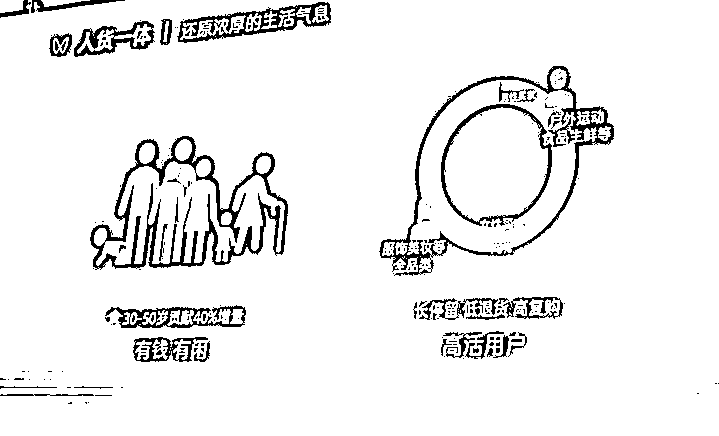 人货一体 | 还原浓厚的生活气息
户外运动
食品生鲜等
服饰美妆等
全品类
30-50岁贡献40%增量
有钱 有闲
长停留 低退货 高复购
高活用户